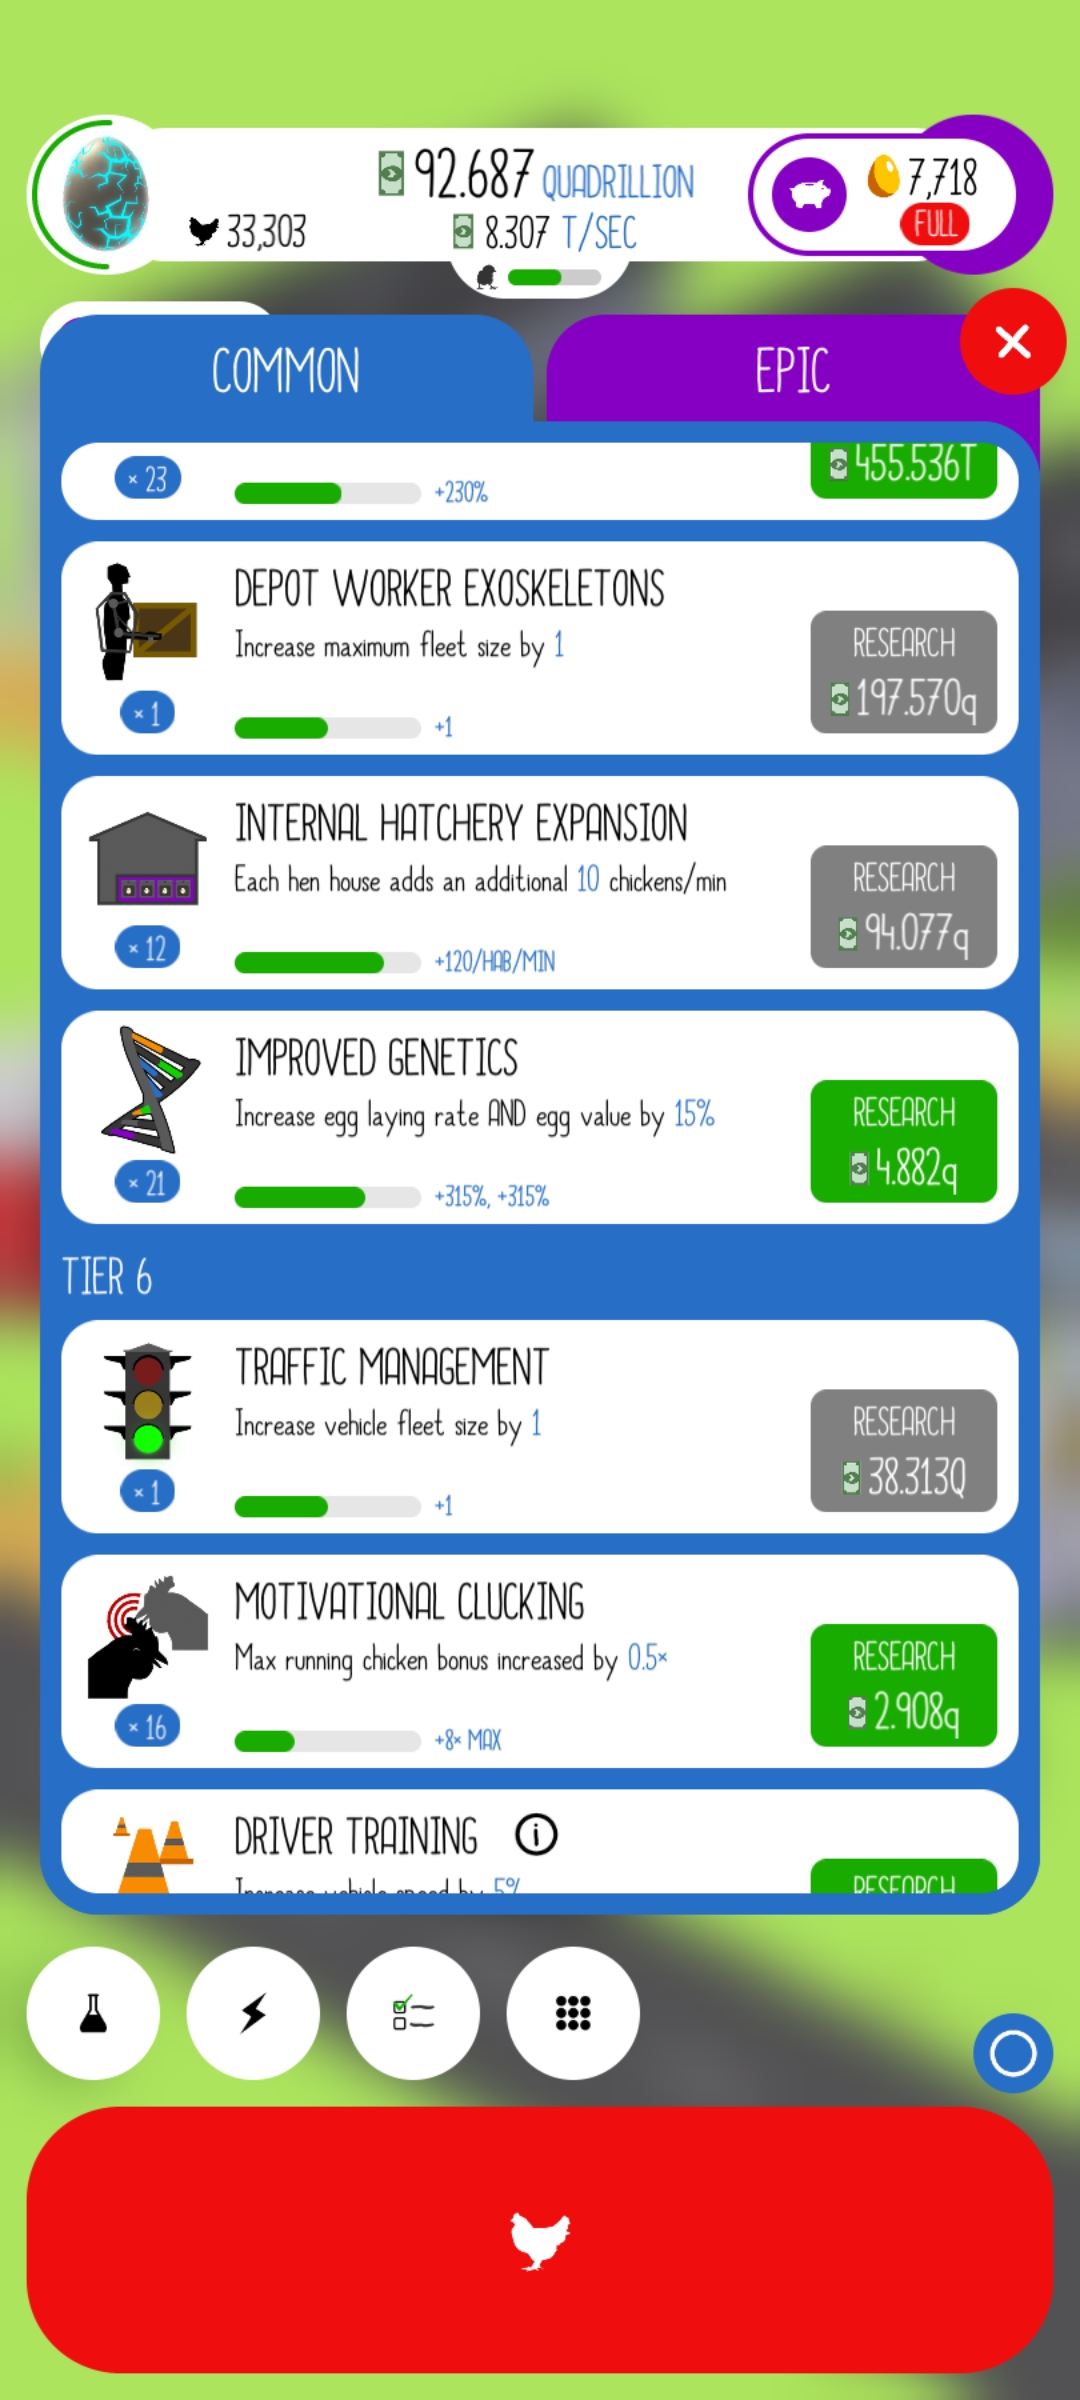 92.687 QUADRILLION
7,718
33,303
8.307 T/SEC
FULL
COMMON
EPIC
455.536T
× 23
+230%
DEPOT WORKER EXOSKELETONS
Increase maximum fleet size by 1
RESEARCH
197.570q
× 1
+1
INTERNAL HATCHERY EXPANSION
Each hen house adds an additional 10 chickens/min
RESEARCH
94.077q
× 12
+120/HAB/MIN
IMPROVED GENETICS
Increase egg laying rate AND egg value by 15%
RESEARCH
4.882q
× 21
+315%, +315%
TIER 6
TRAFFIC MANAGEMENT
Increase vehicle fleet size by 1
RESEARCH
38.313Q
× 1
+1
MOTIVATIONAL CLUCKING
Max running chicken bonus increased by 0.5×
RESEARCH
2.908q
× 16
+8× MAX
DRIVER TRAINING
Increase vehicle speed by 5%
RESEARCH